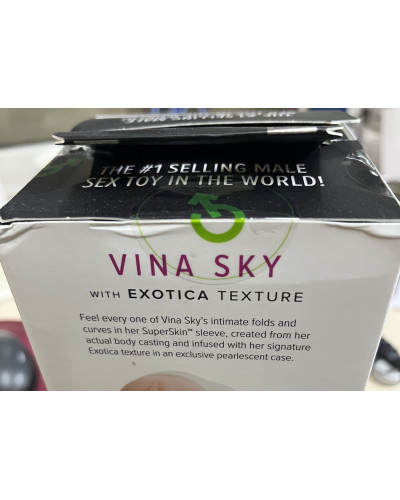 THE #1 SELLING MALE
SEX TOY IN THE WORLD!
VINA SKY
WITH EXOTICA TEXTURE
Feel every one of Vina Sky's intimate folds and
curves in her SuperSkin™ sleeve, created from her
actual body casting and infused with her signature
Exotica texture in an exclusive pearlescent case.